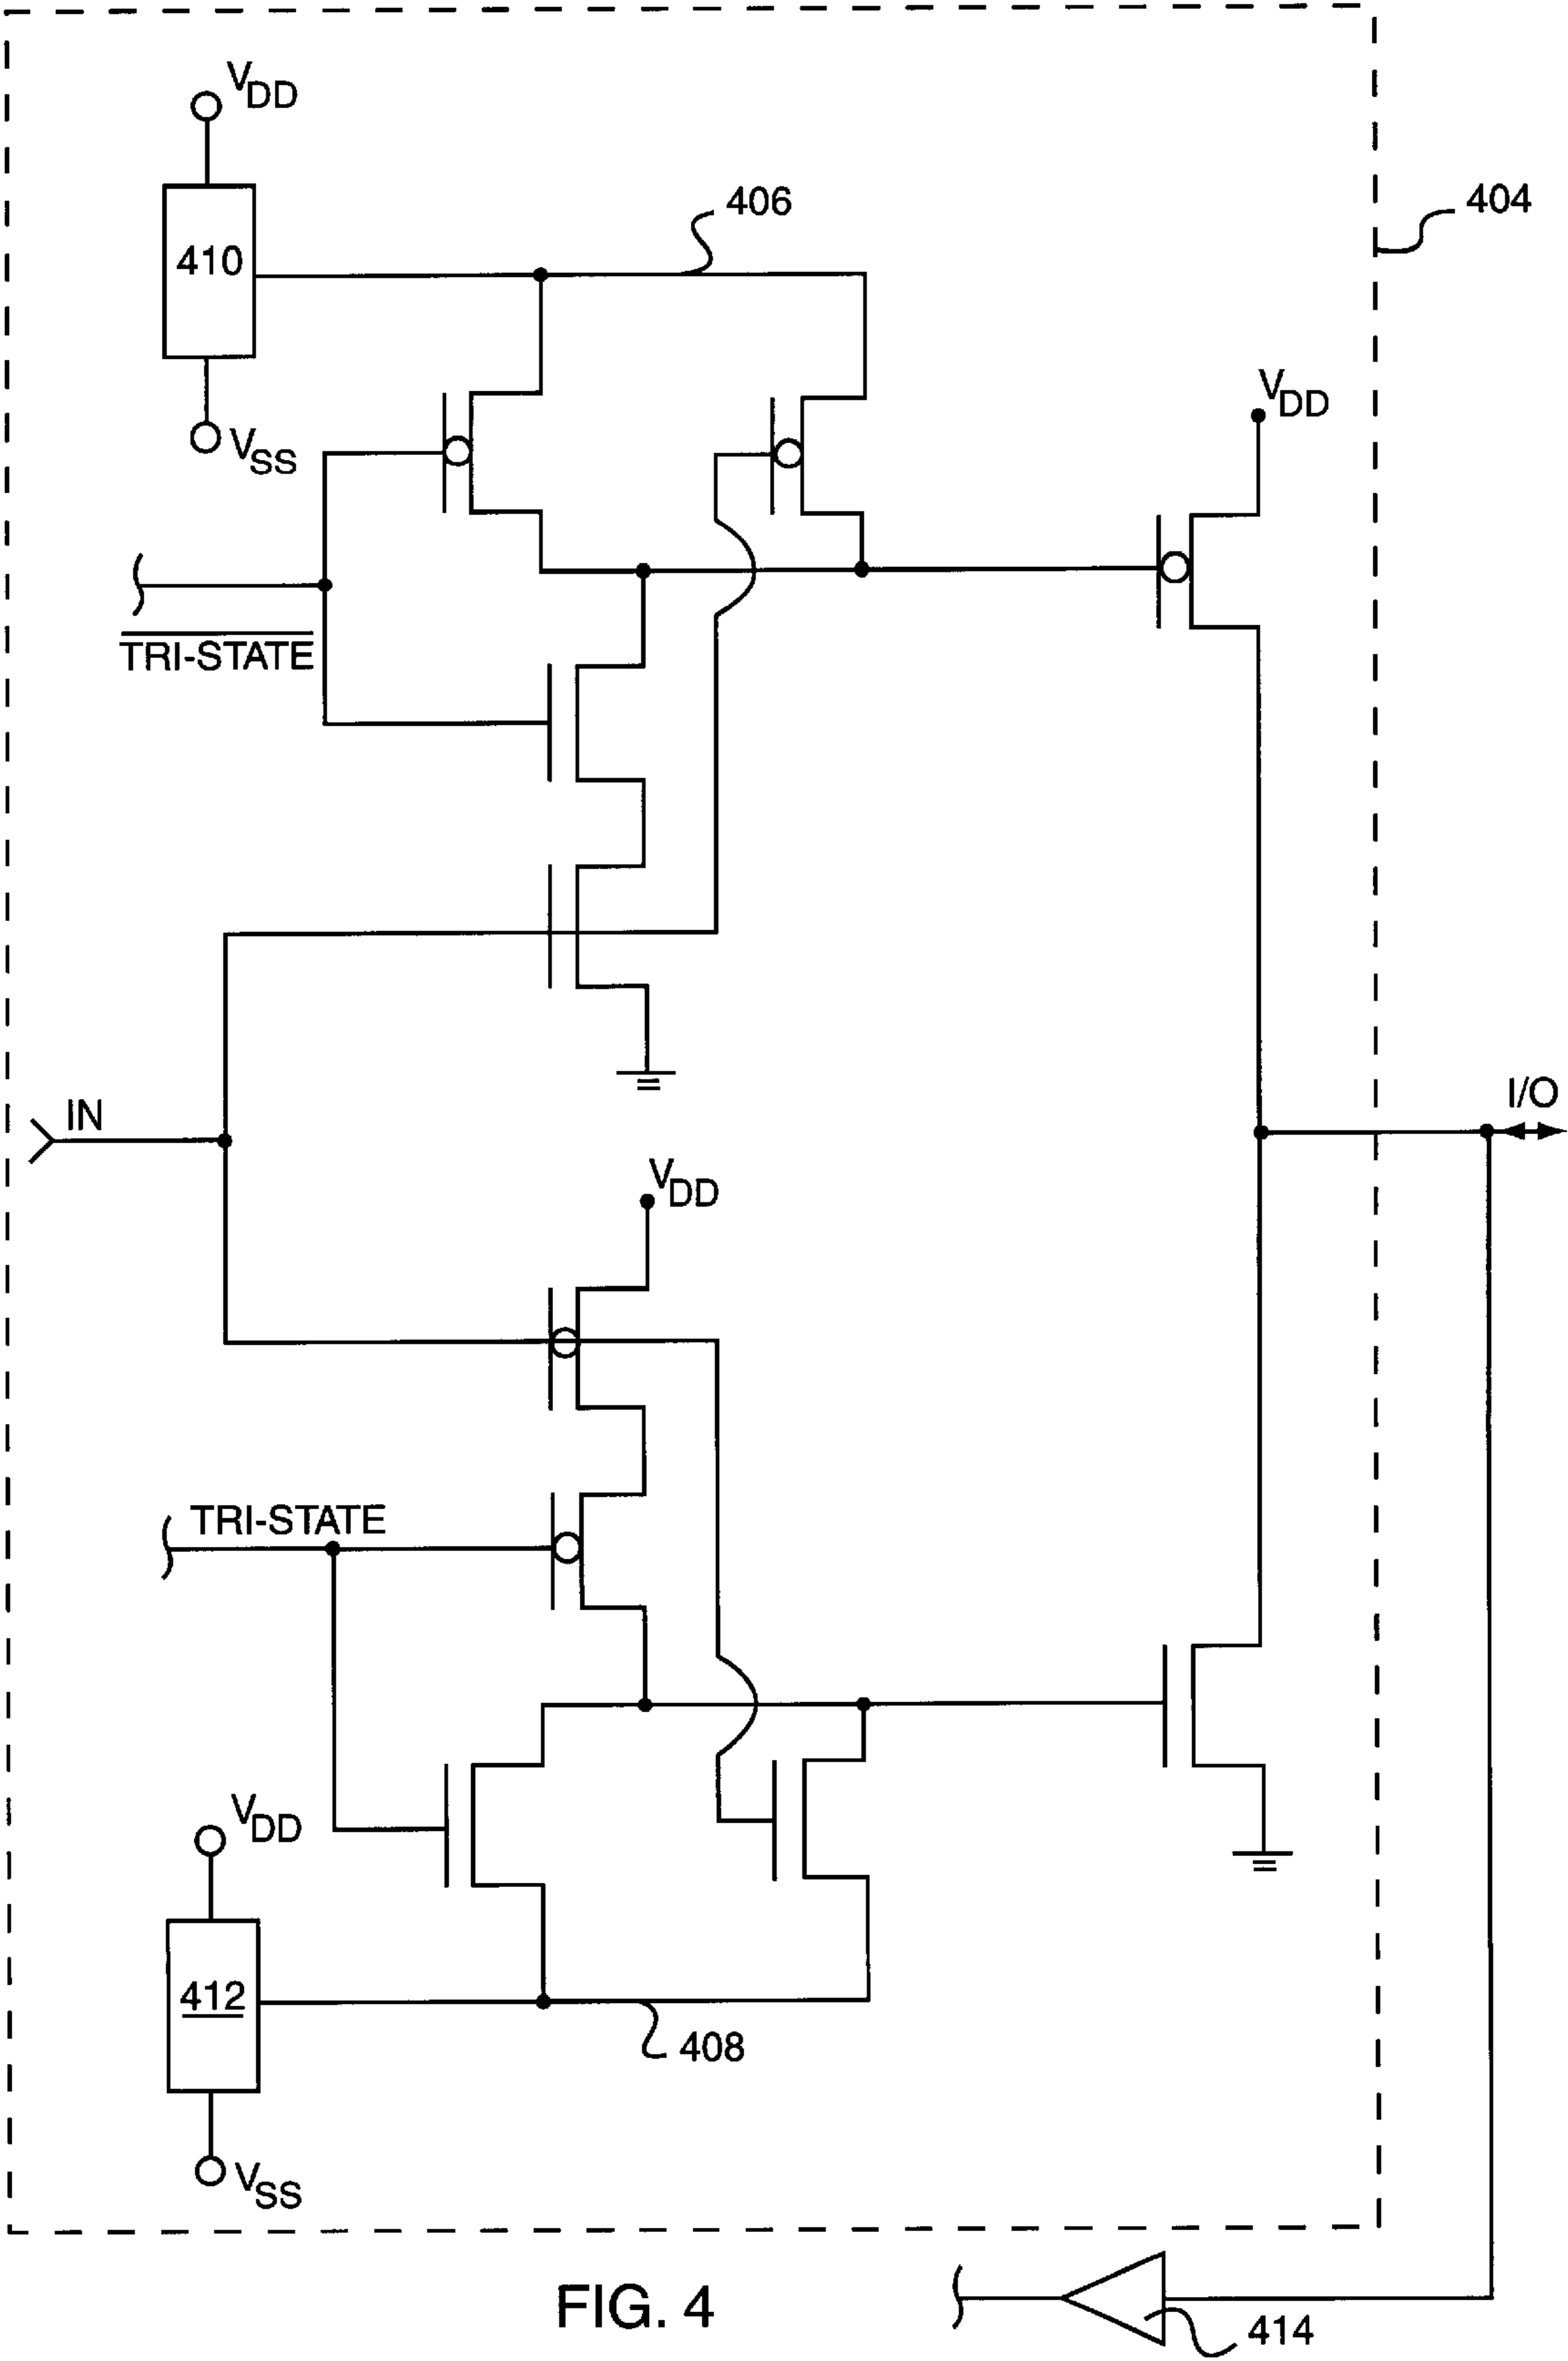 VDD
406
404
410
VDD
VSS
TRI-STATE
I/O
IN
VDD
TRI-STATE
VDD
412
408
VSS
FIG. 4
414